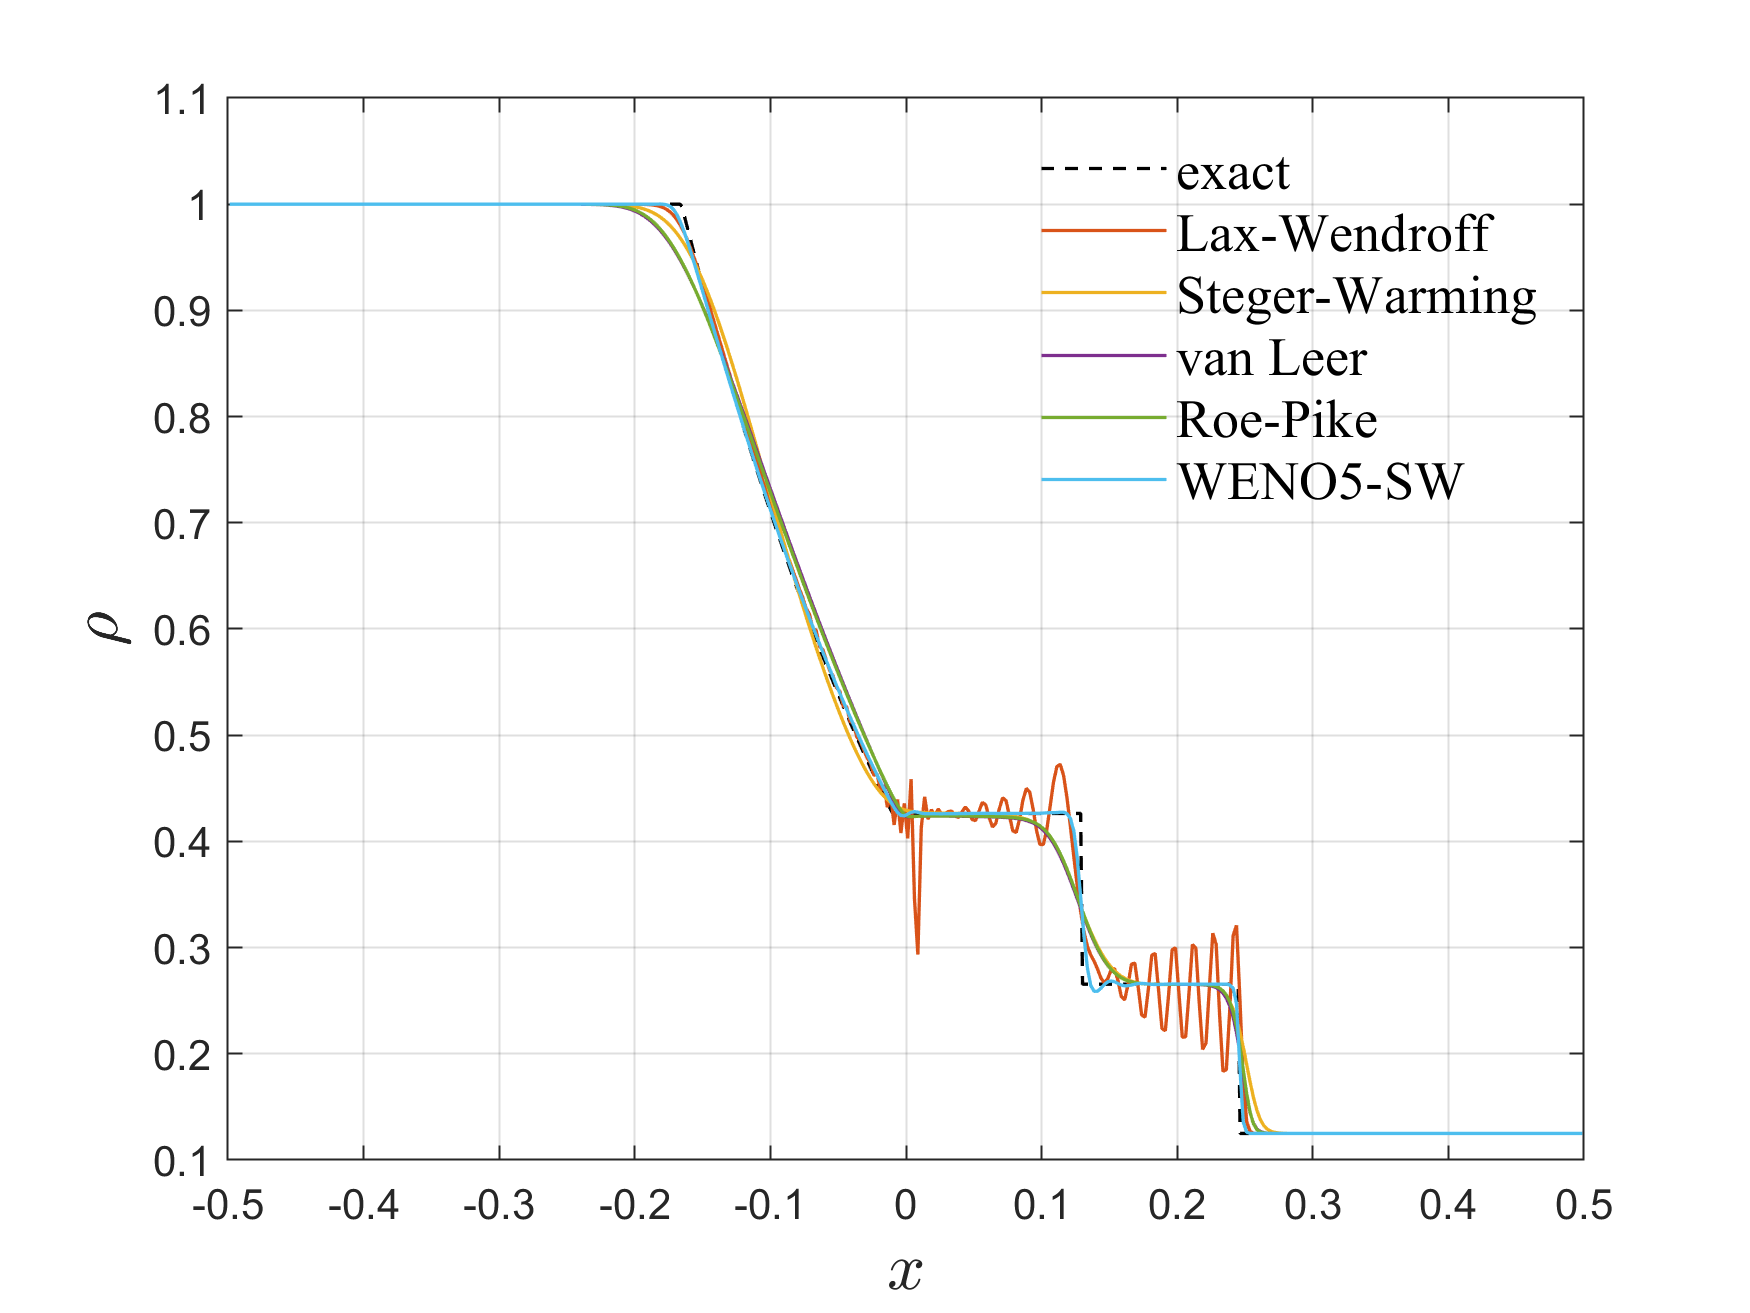 1.1
1
0.9
0.8
0.7
0.6
0.5
0.4
0.3
0.2
0.1
ρ
exact
Lax-Wendroff
Steger-Warming
van Leer
Roe-Pike
WENO5-SW
-0.5 -0.4 -0.3 -0.2 -0.1 0 0.1 0.2 0.3 0.4 0.5
x